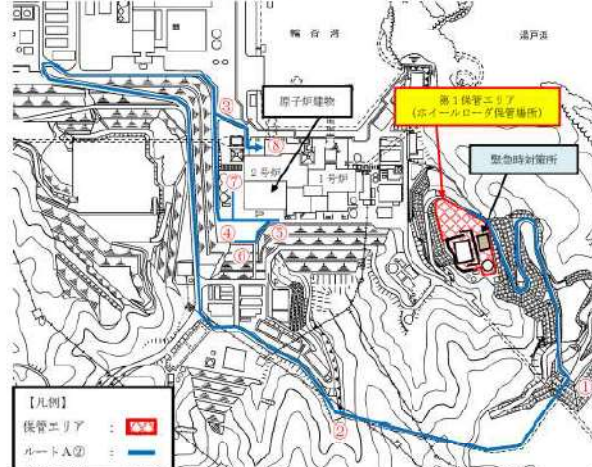 輪谷湾
湯戸浜
第1保管エリア
(ホイールローダ保管場所)
原子炉建物
③
⑧
緊急時対策所
2号炉
1号炉
⑦
④
⑤
⑥
①
②
【凡例】
保管エリア :
ルートA② :